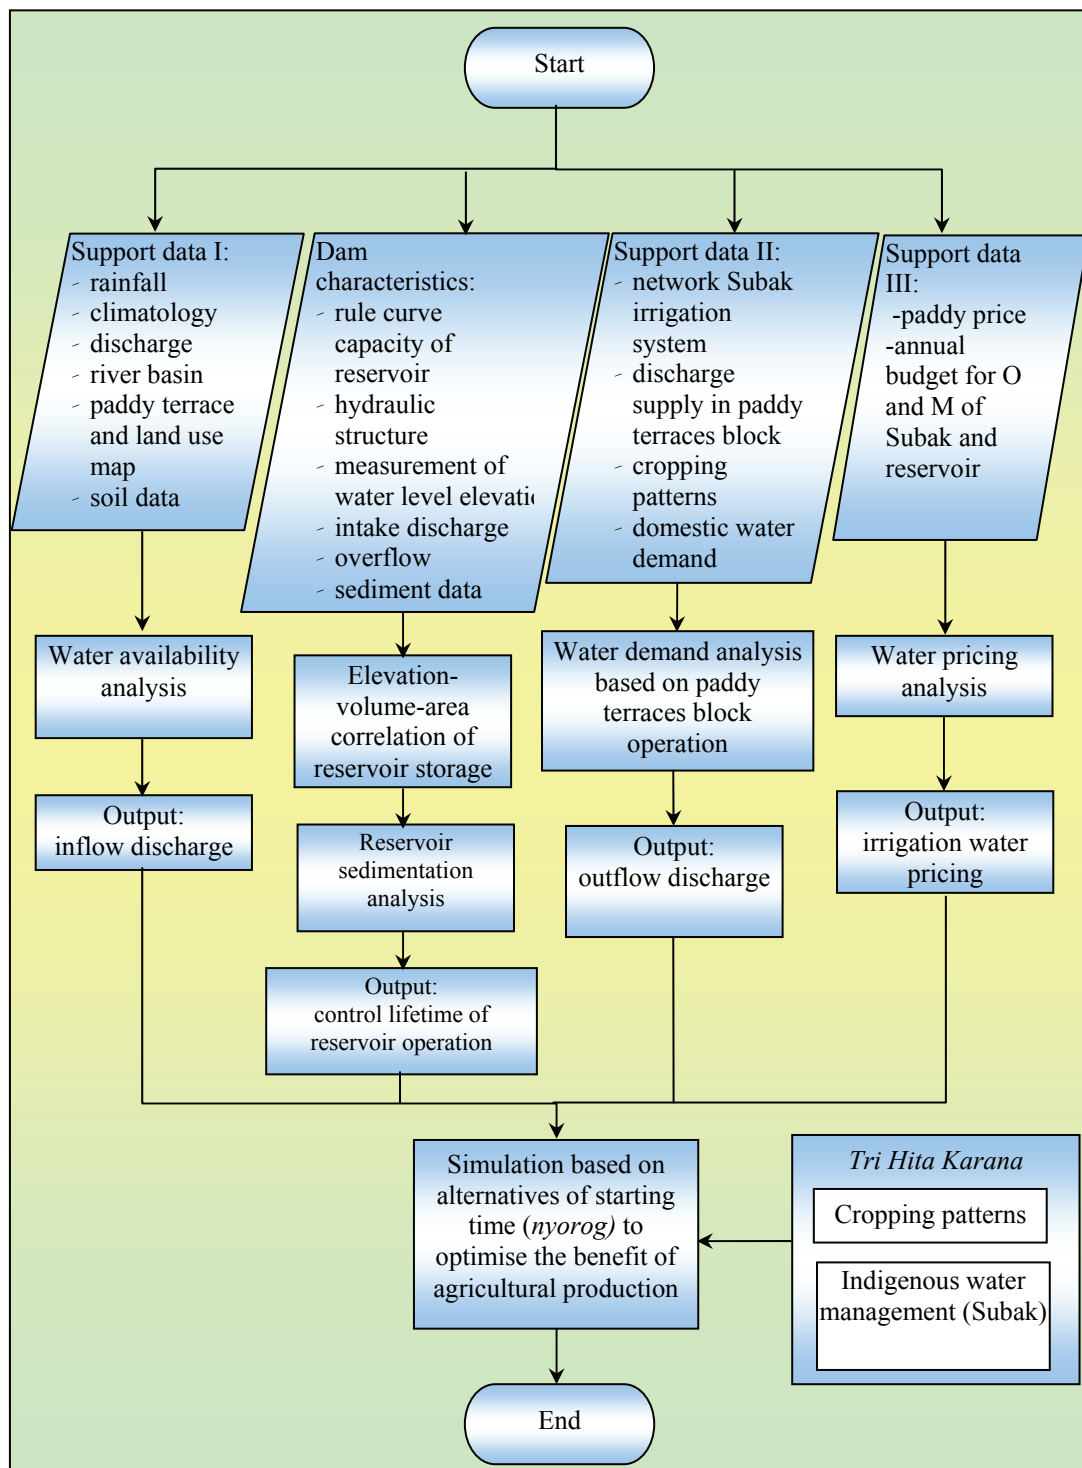 Start
Support data I:
- rainfall
- climatology
- discharge
- river basin
- paddy terrace
and land use
map
- soil data
Dam
characteristics:
- rule curve
capacity of
reservoir
- hydraulic
structure
- measurement of
water level elevati
- intake discharge
- overflow
- sediment data
Support data II:
- network Subak
irrigation
system
- discharge
supply in paddy
terraces block
- cropping
patterns
- domestic water
demand
Support data
III:
-paddy price
-annual
budget for O
and M of
Subak and
reservoir
Water availability
analysis
Output:
inflow discharge
Elevation-
volume-area
correlation of
reservoir storage
Reservoir
sedimentation
analysis
Output:
control lifetime of
reservoir operation
Water demand analysis
based on paddy
terraces block
operation
Output:
outflow discharge
Water pricing
analysis
Output:
irrigation water
pricing
Simulation based on
alternatives of starting
time (nyorog) to
optimise the benefit of
agricultural production
Tri Hita Karana
Cropping patterns
Indigenous water
management (Subak)
End